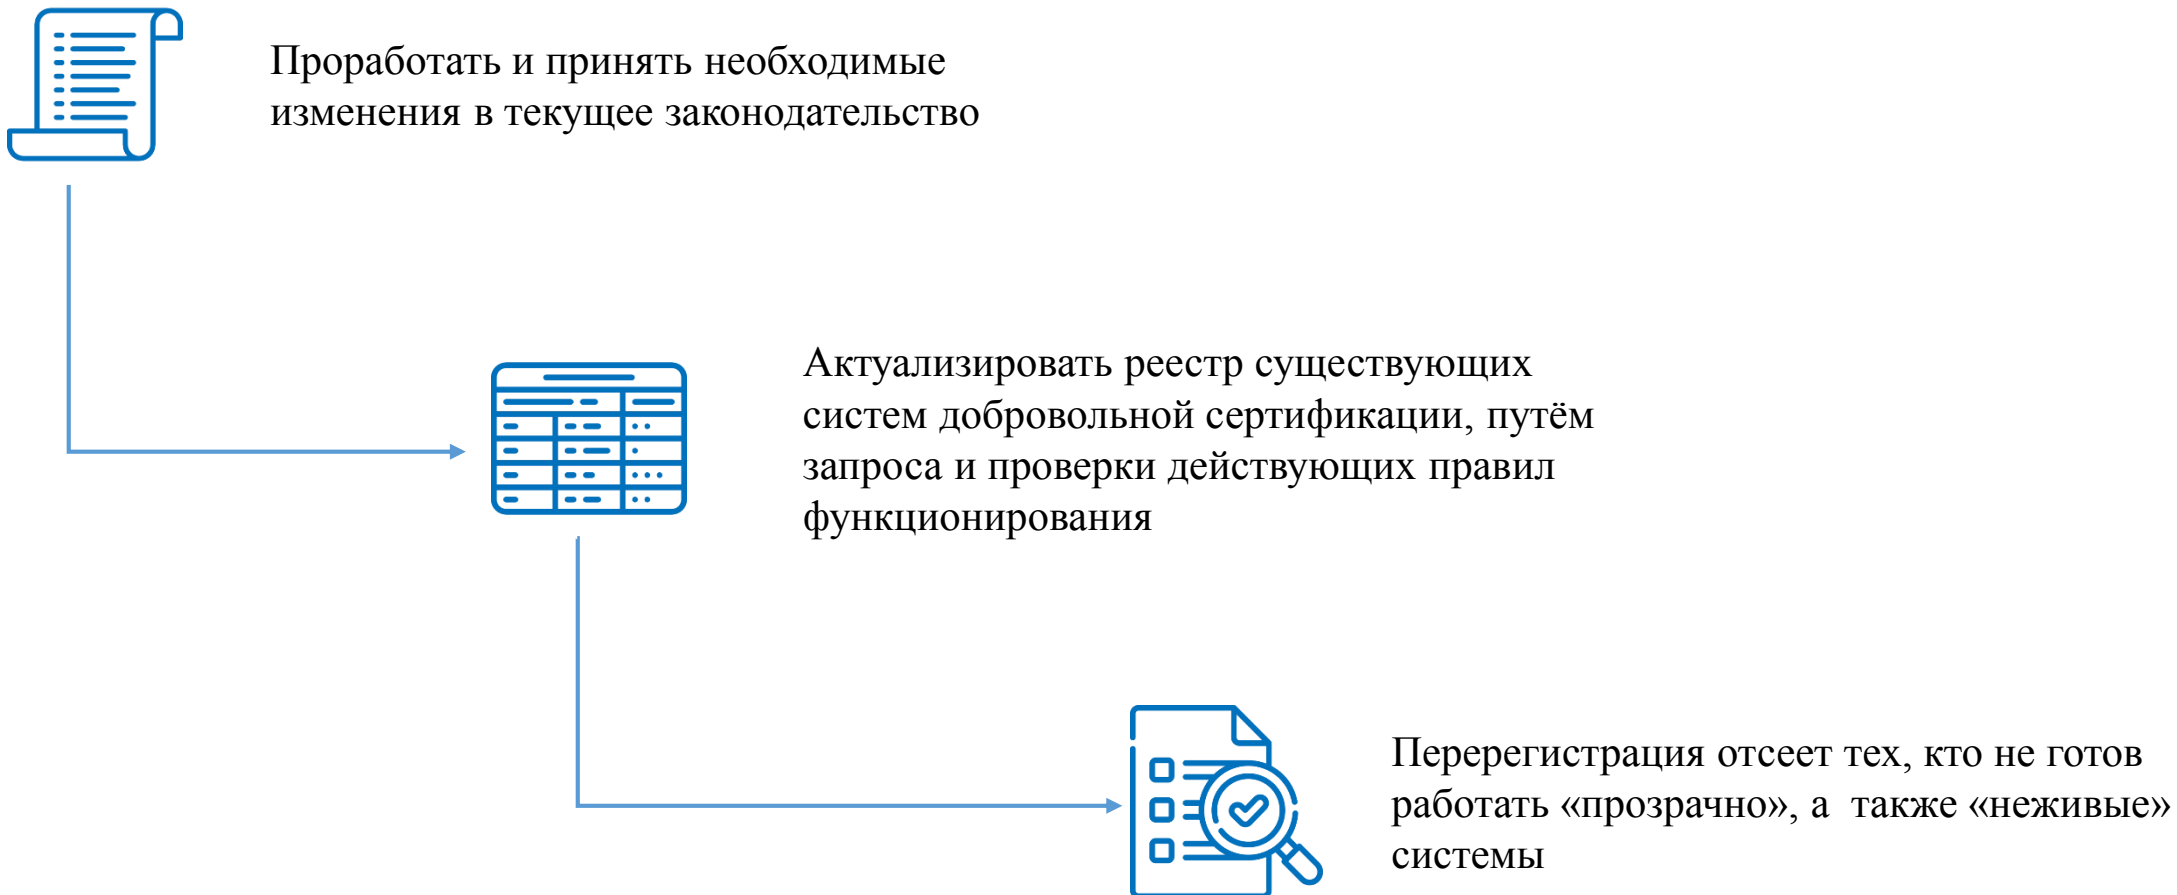 Проработать и принять необходимые
изменения в текущее законодательство
Актуализировать реестр существующих
систем добровольной сертификации, путём
запроса и проверки действующих правил
функционирования
Перерегистрация отсеет тех, кто не готов
работать «прозрачно», а также «неживые»
системы